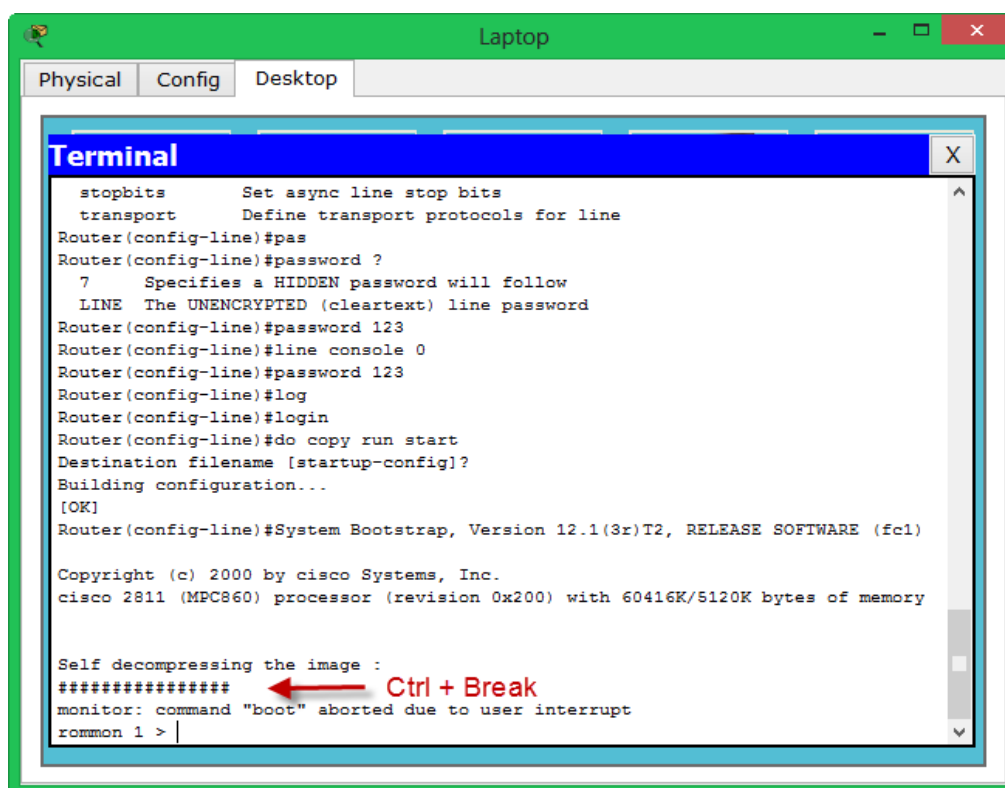 Laptop
Physical Config Desktop
Terminal X
stopbits Set async line stop bits
transport Define transport protocols for line
Router(config-line)#pas
Router(config-line)#password ?
7 Specifies a HIDDEN password will follow
LINE The UNENCRYPTED (cleartext) line password
Router(config-line)#password 123
Router(config-line)#line console 0
Router(config-line)#password 123
Router(config-line)#log
Router(config-line)#login
Router(config-line)#do copy run start
Destination filename [startup-config]?
Building configuration...
[OK]
Router(config-line)#System Bootstrap, Version 12.1(3r)T2, RELEASE SOFTWARE (fc1)
Copyright (c) 2000 by cisco Systems, Inc.
cisco 2811 (MPC860) processor (revision 0x200) with 60416K/5120K bytes of memory
Self decompressing the image :
################ Ctrl + Break
monitor: command "boot" aborted due to user interrupt
rommon 1 >